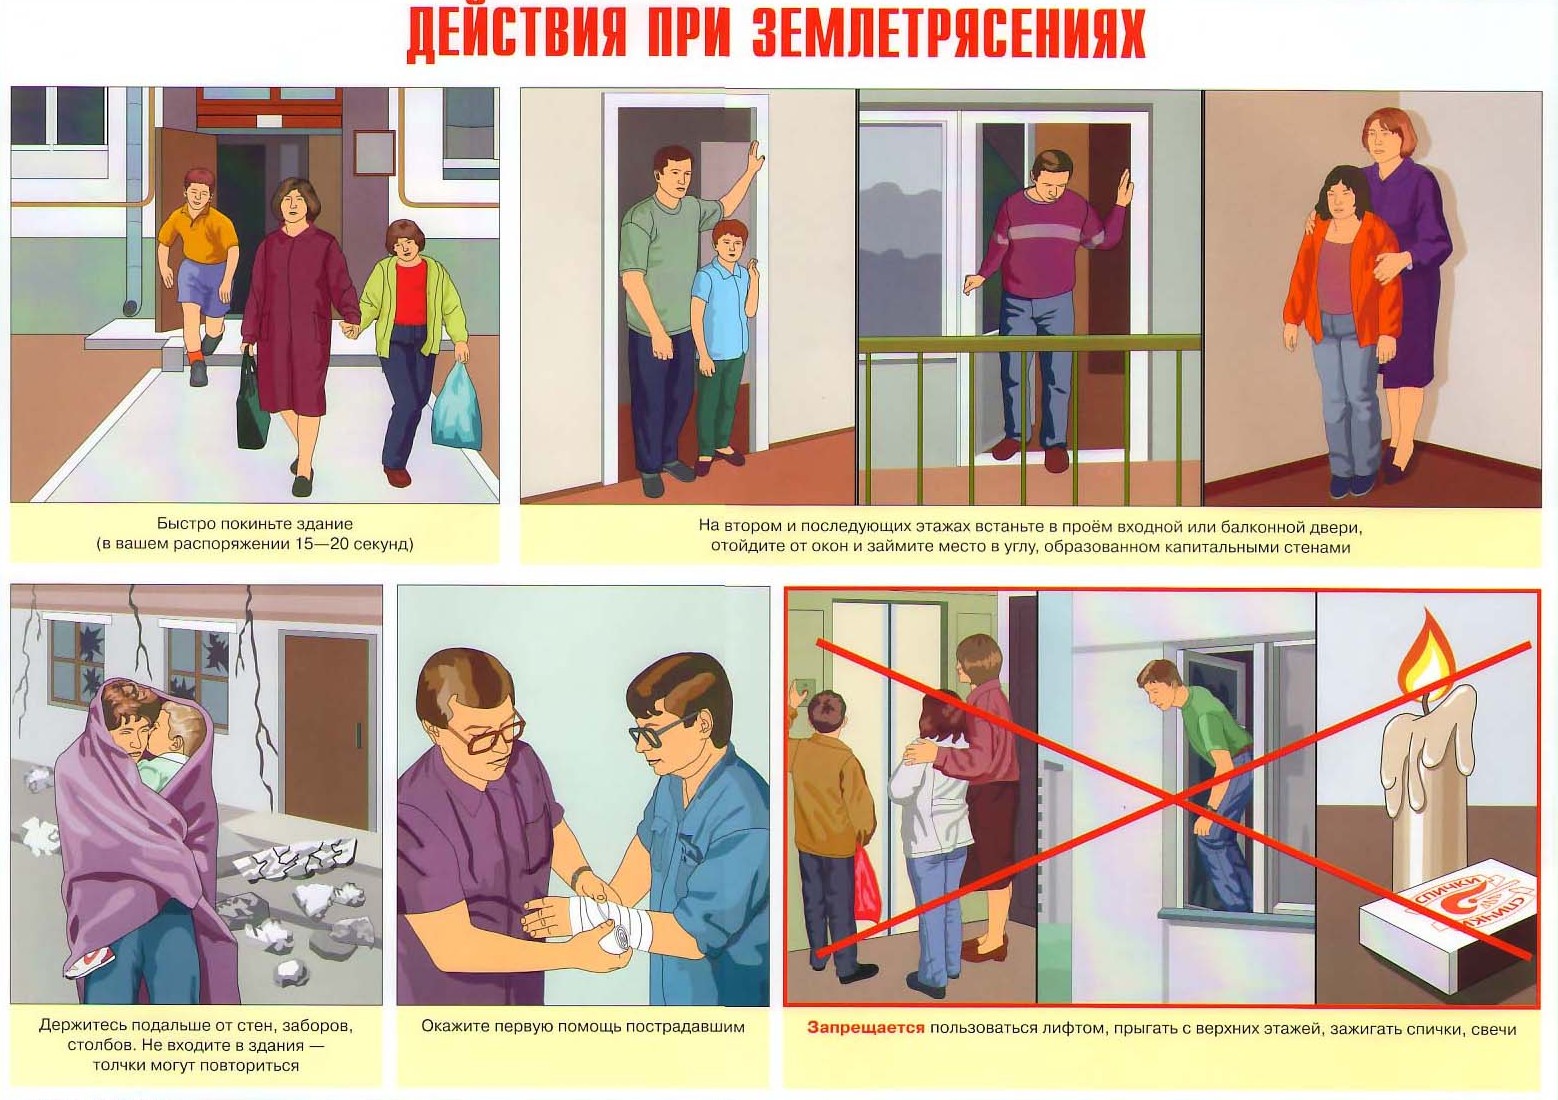 ДЕЙСТВИЯ ПРИ ЗЕМЛЕТРЯСЕНИЯХ
Быстро покиньте здание
(в вашем распоряжении 15—20 секунд)
На втором и последующих этажах встаньте в проём входной или балконной двери,
отойдите от окон и займите место в углу, образованном капитальными стенами
Держитесь подальше от стен, заборов,
столбов. Не входите в здания —
толчки могут повториться
Окажите первую помощь пострадавшим
СПИЧКИ
СПИЧКИ
Запрещается пользоваться лифтом, прыгать с верхних этажей, зажигать спички, свечи